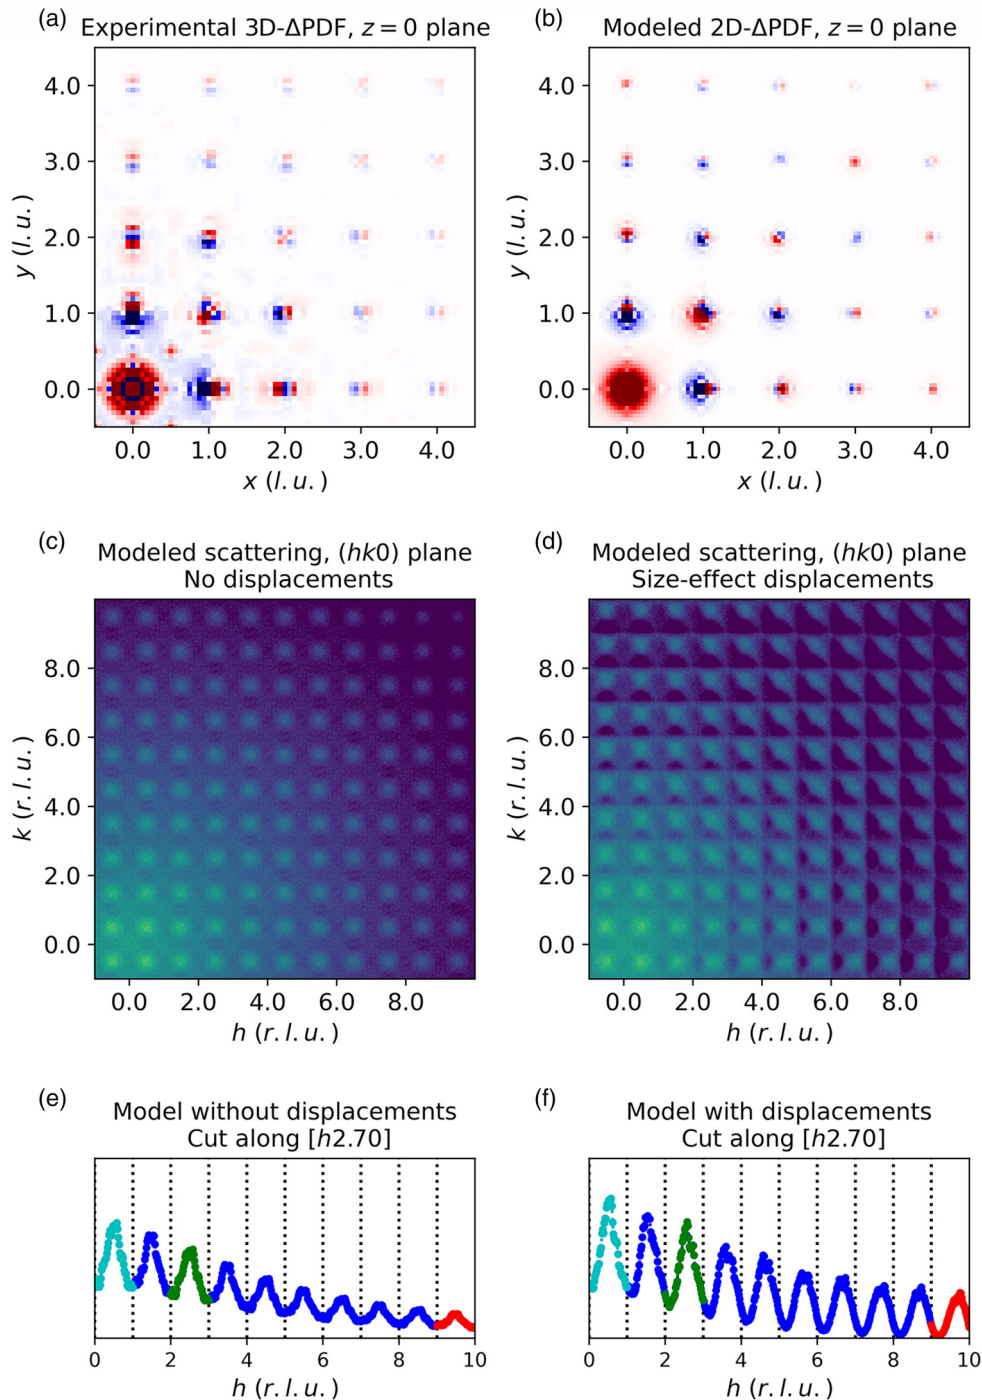 (a) Experimental 3D-ΔPDF, z = 0 plane
4.0
3.0
2.0
1.0
0.0
y (l.u.)
0.0 1.0 2.0 3.0 4.0
x (l.u.)
(b) Modeled 2D-ΔPDF, z = 0 plane
4.0
3.0
2.0
1.0
0.0
y (l.u.)
0.0 1.0 2.0 3.0 4.0
x (l.u.)
(c) Modeled scattering, (hk0) plane
No displacements
8.0
6.0
4.0
2.0
0.0
k (r.l.u.)
0.0 2.0 4.0 6.0 8.0
h (r.l.u.)
(d) Modeled scattering, (hk0) plane
Size-effect displacements
8.0
6.0
4.0
2.0
0.0
k (r.l.u.)
0.0 2.0 4.0 6.0 8.0
h (r.l.u.)
(e) Model without displacements
Cut along [h2.70]
0 2 4 6 8 10
h (r.l.u.)
(f) Model with displacements
Cut along [h2.70]
0 2 4 6 8 10
h (r.l.u.)